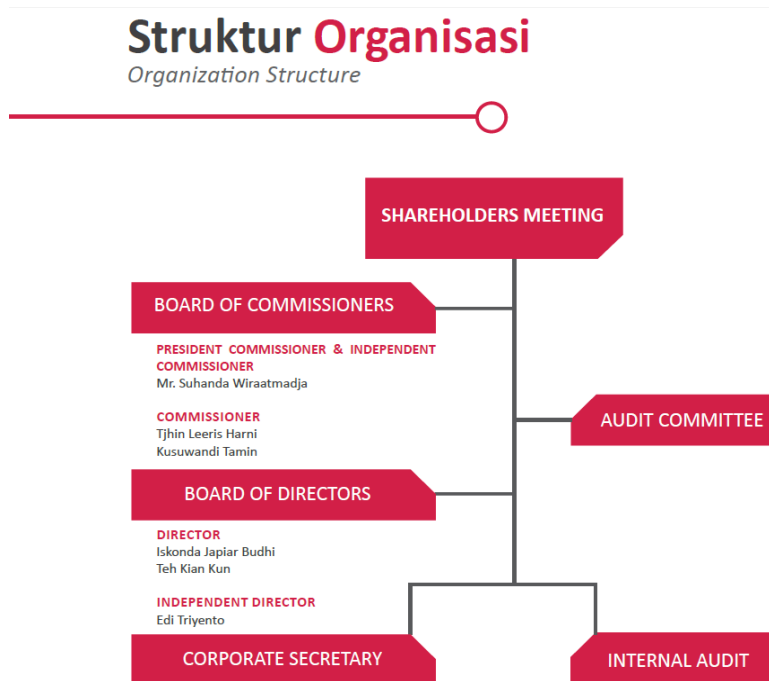 Struktur Organisasi
Organization Structure
SHAREHOLDERS MEETING
BOARD OF COMMISSIONERS
PRESIDENT COMMISSIONER & INDEPENDENT
COMMISSIONER
Mr. Suhanda Wiraatmadja
COMMISSIONER
Tjhin Leeris Harni
Kusuwandi Tamin
AUDIT COMMITTEE
BOARD OF DIRECTORS
DIRECTOR
Iskonda Japiar Budhi
Teh Kian Kun
INDEPENDENT DIRECTOR
Edi Triyento
CORPORATE SECRETARY
INTERNAL AUDIT